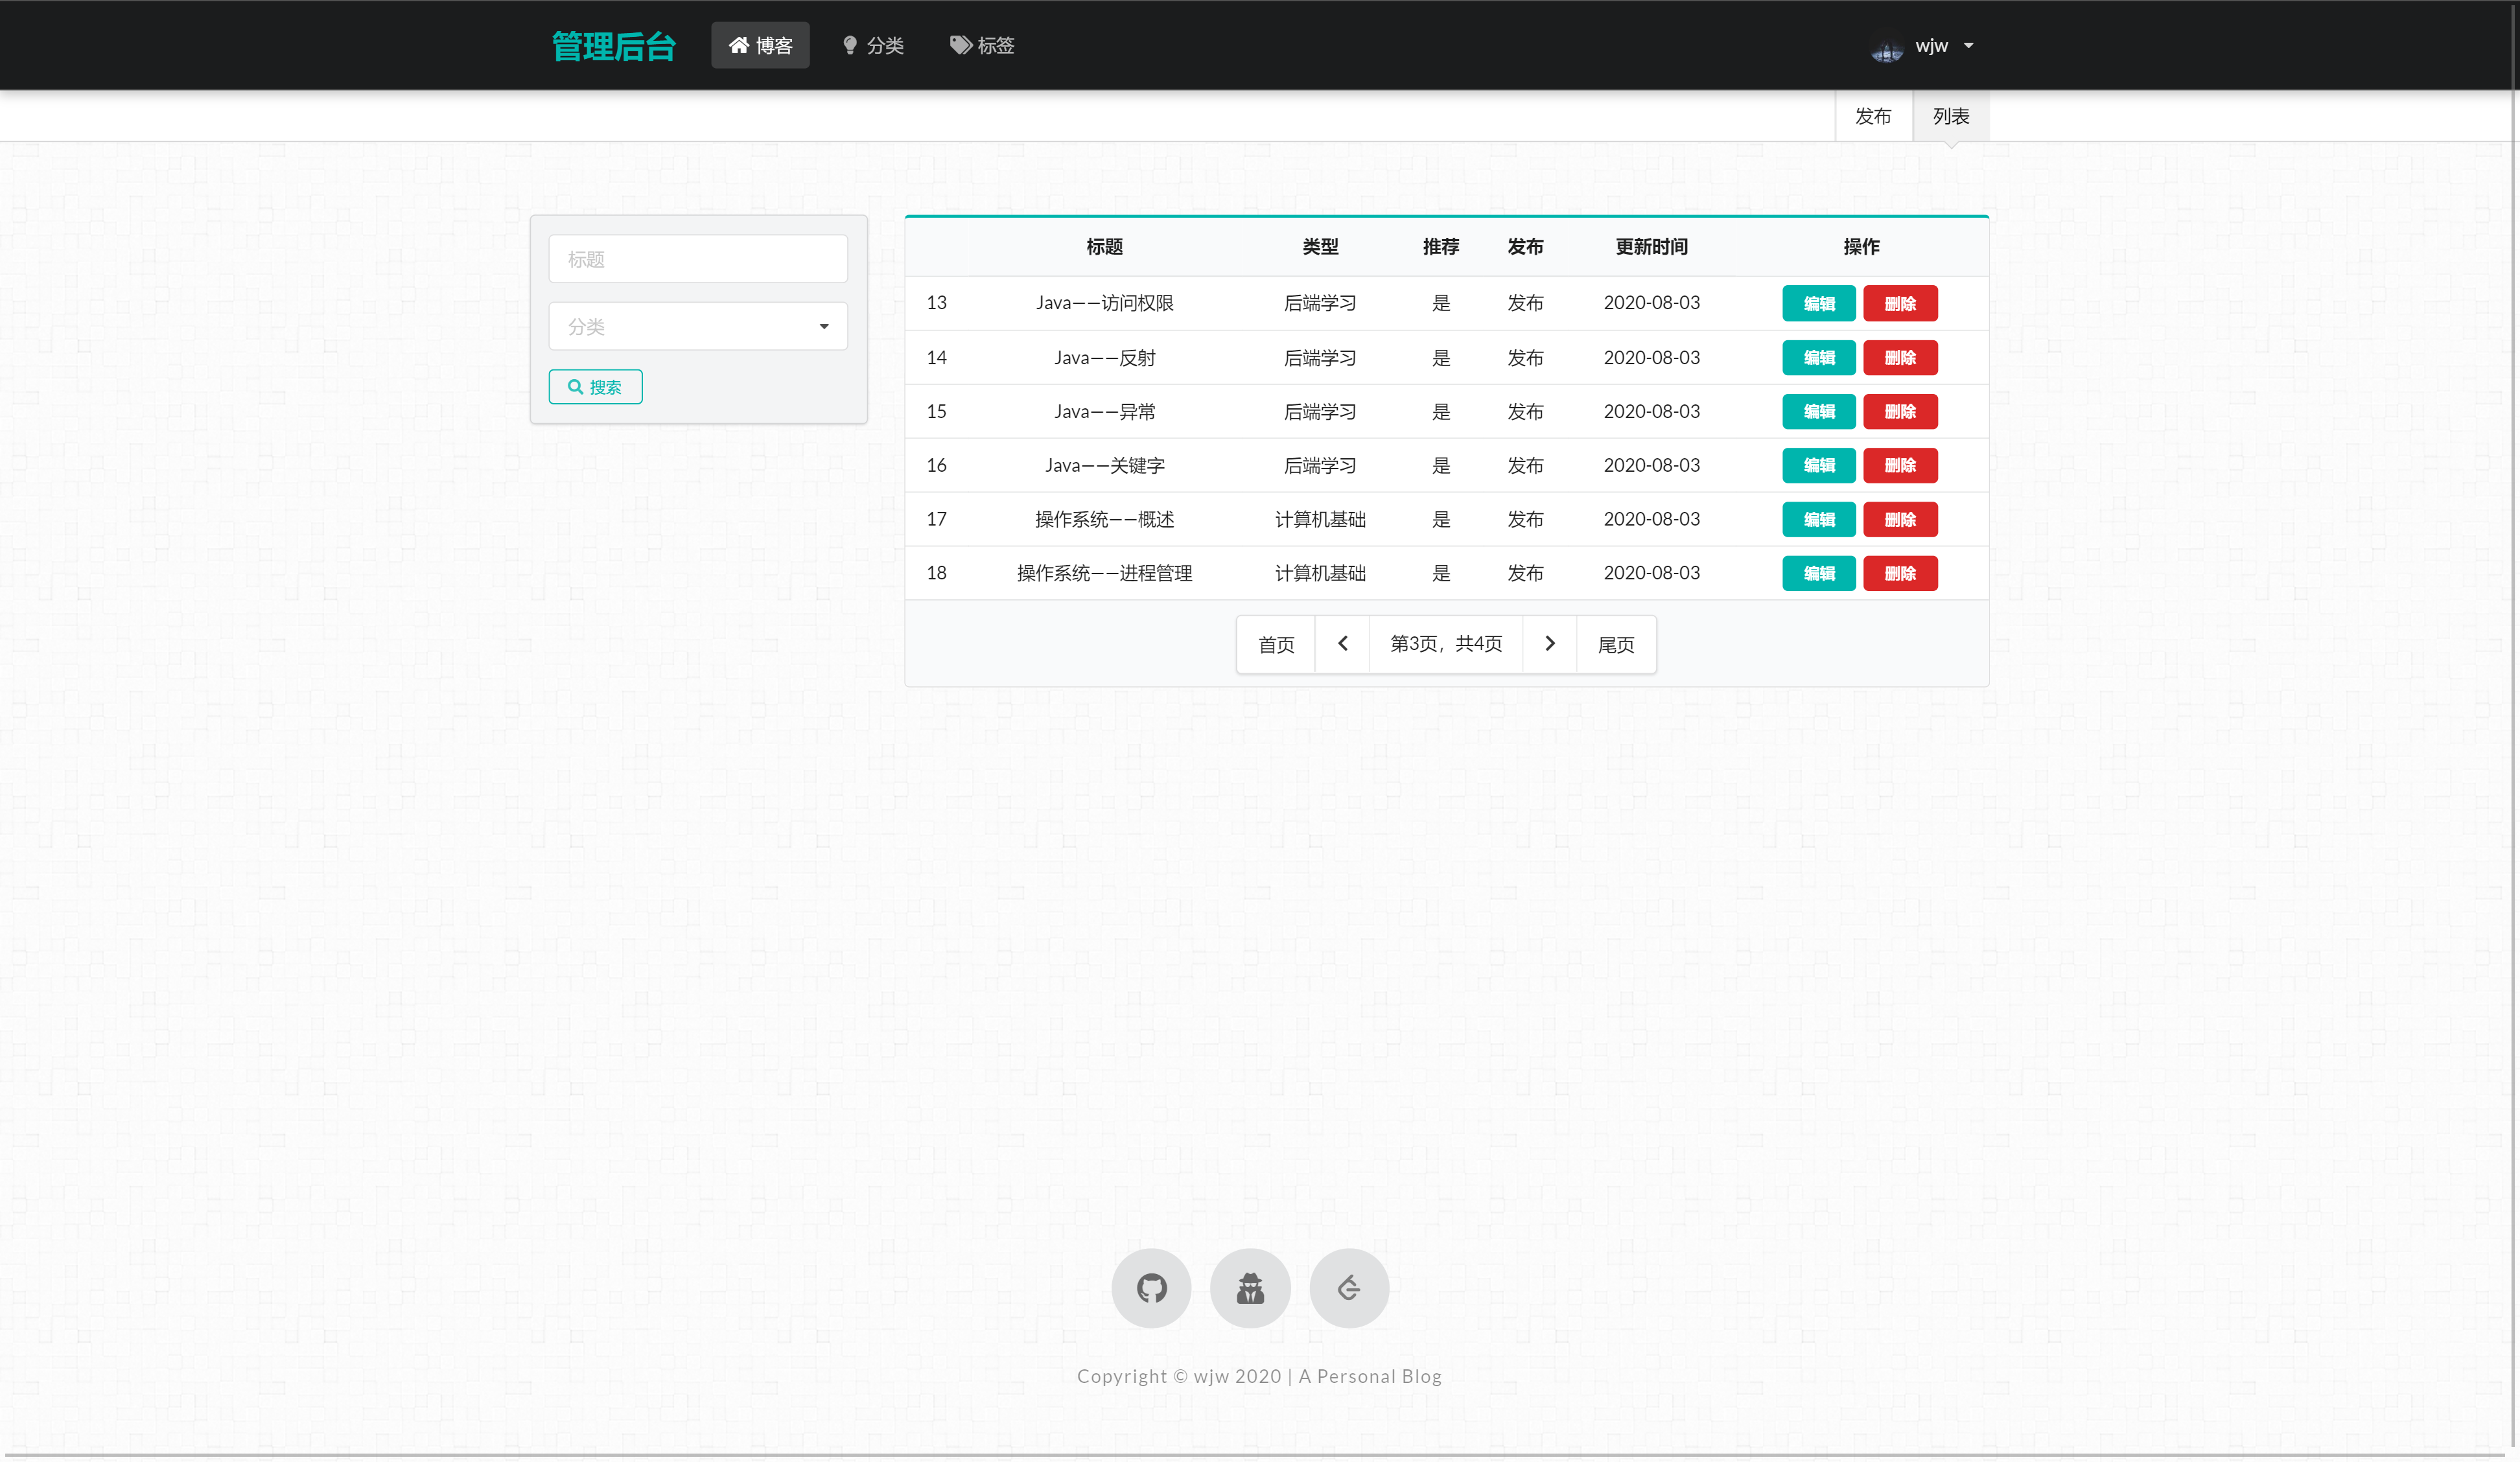 管理后台 博客 分类 标签 wjw
发布 列表
标题
分类
搜索
标题 类型 推荐 发布 更新时间 操作
13 Java——访问权限 后端学习 是 发布 2020-08-03 编辑 删除
14 Java——反射 后端学习 是 发布 2020-08-03 编辑 删除
15 Java——异常 后端学习 是 发布 2020-08-03 编辑 删除
16 Java——关键字 后端学习 是 发布 2020-08-03 编辑 删除
17 操作系统——概述 计算机基础 是 发布 2020-08-03 编辑 删除
18 操作系统——进程管理 计算机基础 是 发布 2020-08-03 编辑 删除
首页 第3页，共4页 尾页
Copyright © wjw 2020 | A Personal Blog